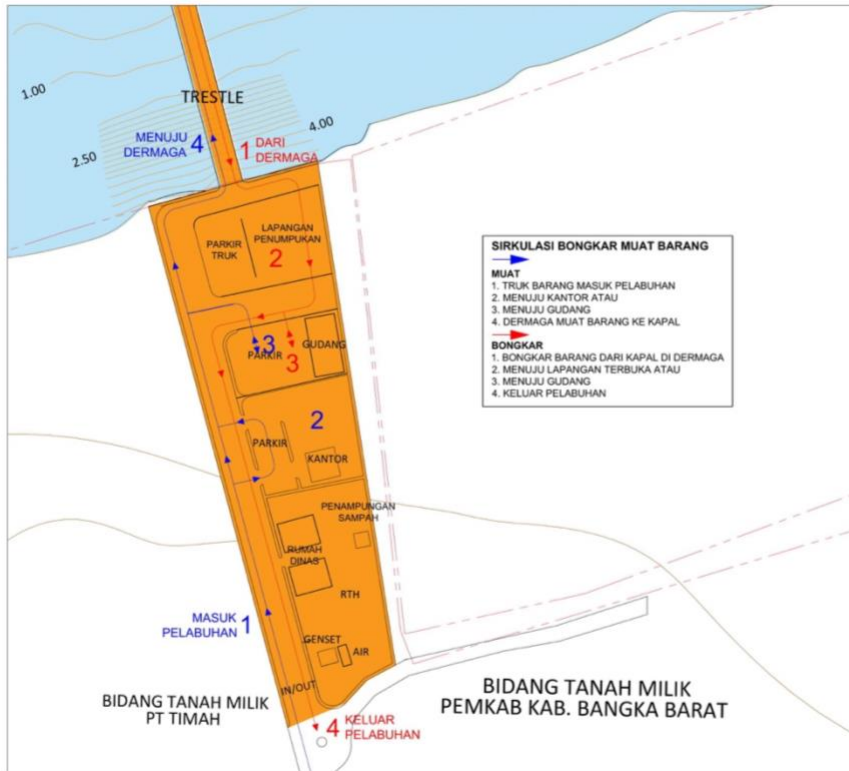 1.00
TRESTLE
4.00
2.50
MENUJU
DERMAGA 4
1 DARI
DERMAGA
LAPANGAN
PENUMPUKAN
PARKIR
TRUK
2
SIRKULASI BONGKAR MUAT BARANG
MUAT
1. TRUK BARANG MASUK PELABUHAN
2. MENUJU KANTOR ATAU
3. MENUJU GUDANG
4. DERMAGA MUAT BARANG KE KAPAL
BONGKAR
1. BONGKAR BARANG DARI KAPAL DI DERMAGA
2. MENUJU LAPANGAN TERBUKA ATAU
3. MENUJU GUDANG
4. KELUAR PELABUHAN
3
GUDANG
PARKIR
3
2
PARKIR
KANTOR
PENAMPUNGAN
SAMPAH
RUMAH
DINAS
RTH
MASUK
PELABUHAN 1
GENSET
AIR
IN/OUT
BIDANG TANAH MILIK
PT TIMAH
BIDANG TANAH MILIK
PEMKAB KAB. BANGKA BARAT
4 KELUAR
PELABUHAN